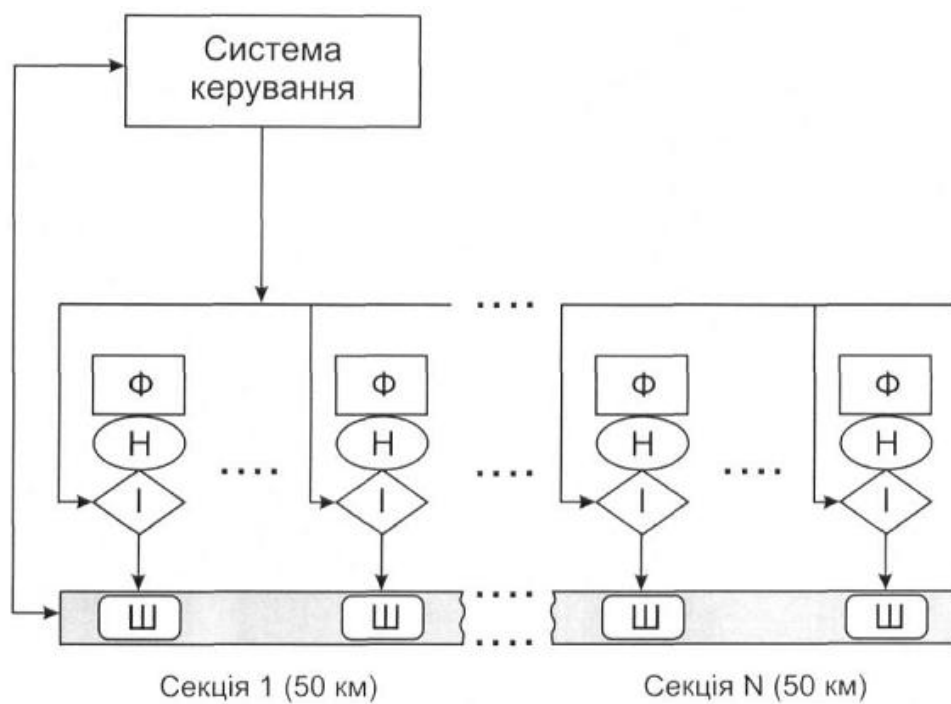 Система
керування
Ф Ф Ф Ф
Н Н Н Н
І І І І
Ш Ш Ш Ш
Секція 1 (50 км) Секція N (50 км)